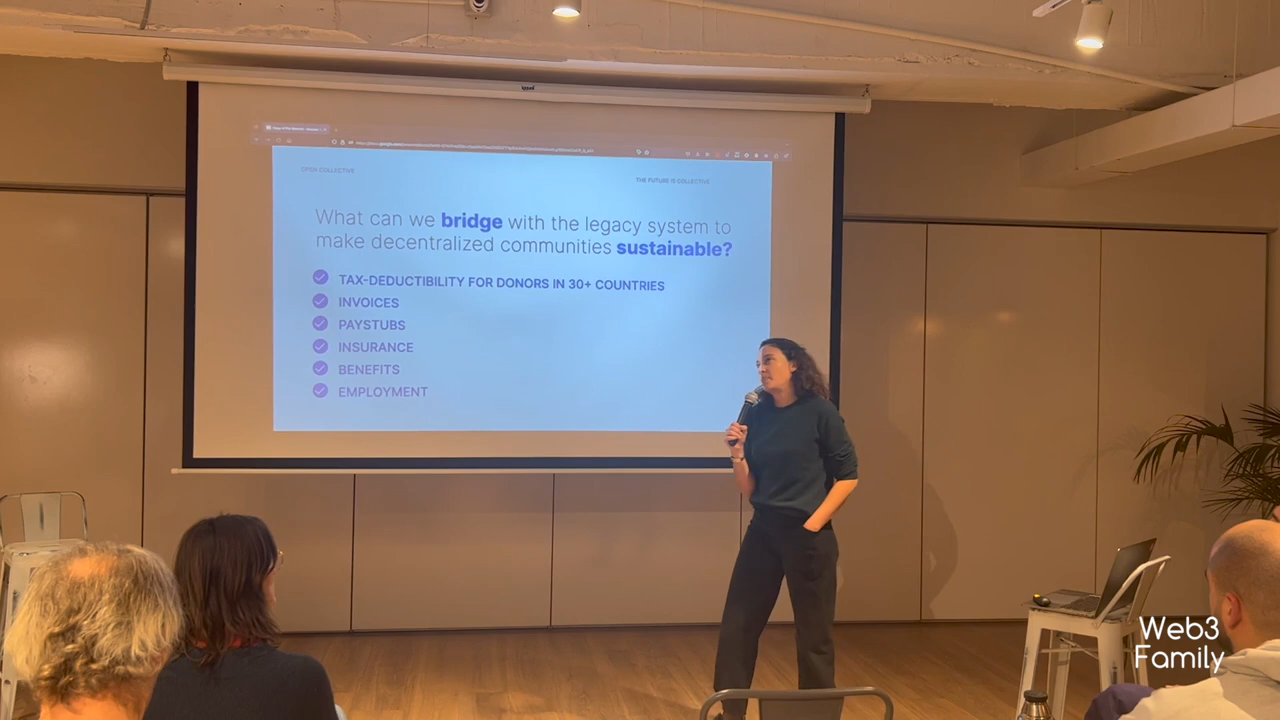 OPEN COLLECTIVE
THE FUTURE IS COLLECTIVE
What can we bridge with the legacy system to
make decentralized communities sustainable?
TAX-DEDUCTIBILITY FOR DONORS IN 30+ COUNTRIES
INVOICES
PAYSTUBS
INSURANCE
BENEFITS
EMPLOYMENT
Web3
Family